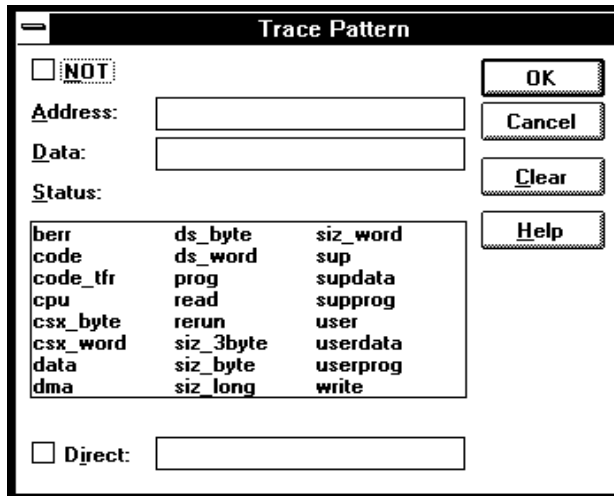 Trace Pattern
NOT
OK
Address:
Cancel
Data:
Clear
Status:
Help
berr ds_byte siz_word
code ds_word sup
code_tfr prog supdata
cpu read supprog
csx_byte rerun user
csx_word siz_3byte userdata
data siz_byte userprog
dma siz_long write
Direct: